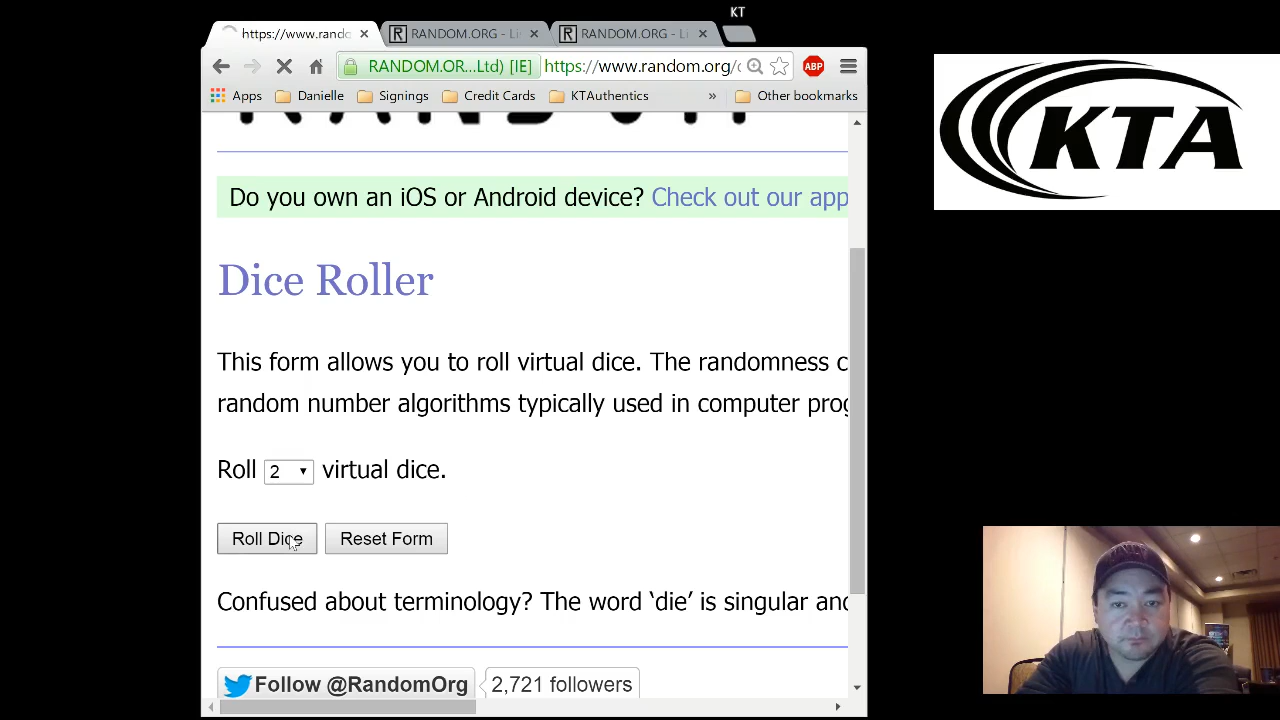 KT
https://www.rando
RANDOM.ORG - Li
RANDOM.ORG - Li
RANDOM.OR...Ltd) [IE]
https://www.random.org/
ABP
Apps
Danielle
Signings
Credit Cards
KTAuthentics
»
Other bookmarks
KTA
Do you own an iOS or Android device? Check out our app
Dice Roller
This form allows you to roll virtual dice. The randomness c
random number algorithms typically used in computer prog
Roll 2 virtual dice.
Roll Dice
Reset Form
Confused about terminology? The word ‘die’ is singular and
Follow @RandomOrg
2,721 followers